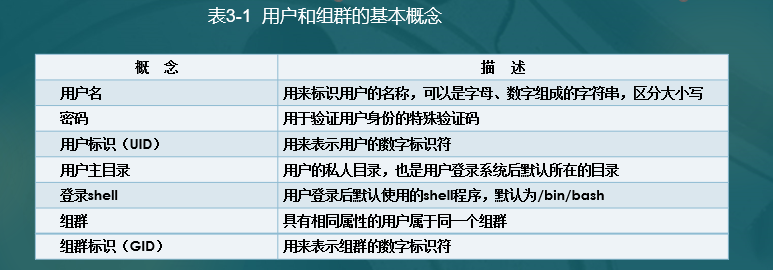 表3-1 用户和组群的基本概念
概 念 描 述
用户名 用来标识用户的名称，可以是字母、数字组成的字符串，区分大小写
密码 用于验证用户身份的特殊验证码
用户标识（UID） 用来表示用户的数字标识符
用户主目录 用户的私人目录，也是用户登录系统后默认所在的目录
登录shell 用户登录后默认使用的shell程序，默认为/bin/bash
组群 具有相同属性的用户属于同一个组群
组群标识（GID） 用来表示组群的数字标识符